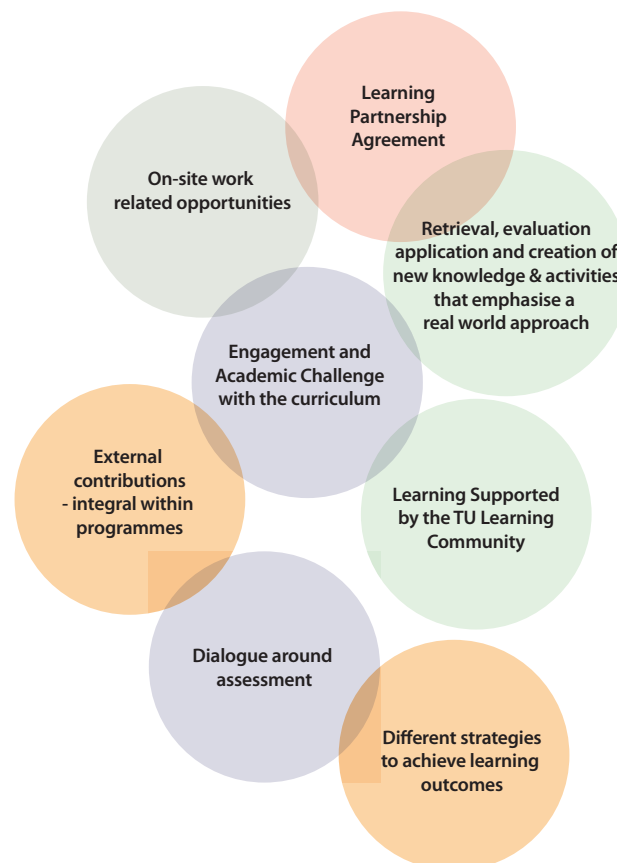 Learning
Partnership
Agreement
On-site work
related opportunities
Retrieval, evaluation
application and creation of
new knowledge & activities
that emphasise a
real world approach
Engagement and
Academic Challenge
with the curriculum
External
contributions
- integral within
programmes
Learning Supported
by the TU Learning
Community
Dialogue around
assessment
Different strategies
to achieve learning
outcomes